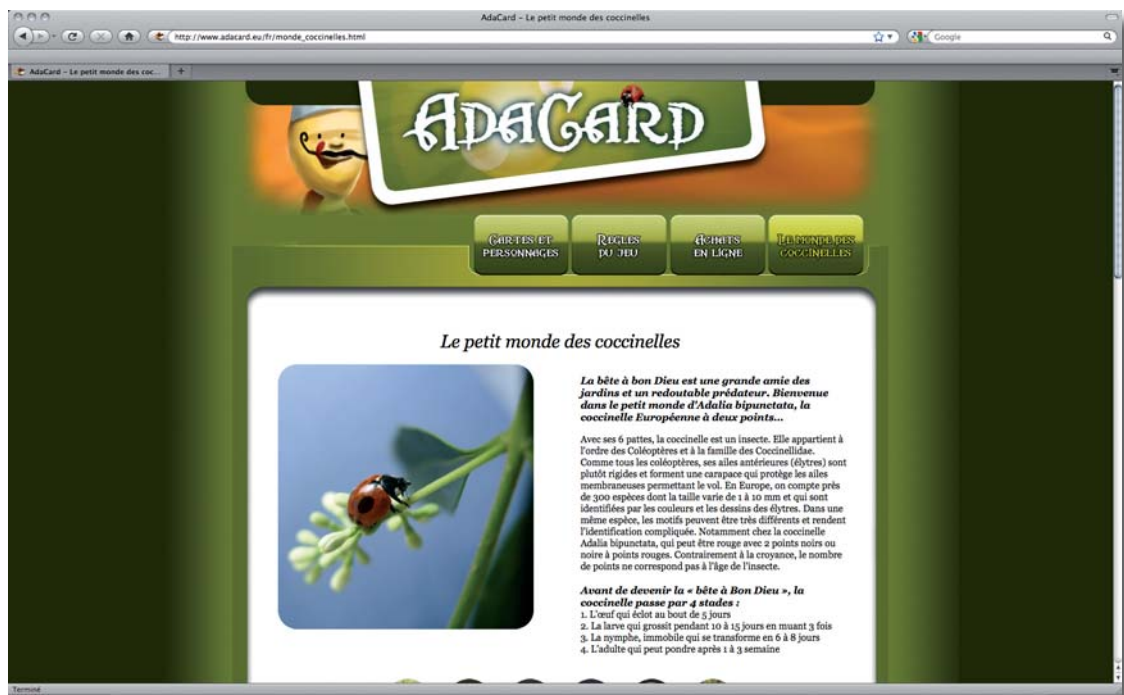 AdaCard – Le petit monde des coccinelles
http://www.adacard.eu/fr/monde_coccinelles.html
Google
AdaCard – Le petit monde des coc...
ADACARD
CARTES ET
PERSONNAGES
REGLES
DU JEU
ACHATS
EN LIGNE
LE MONDE DES
COCCINELLES
Le petit monde des coccinelles
La bête à bon Dieu est une grande amie des
jardins et un redoutable prédateur. Bienvenue
dans le petit monde d'Adalia bipunctata, la
coccinelle Européenne à deux points...
Avec ses 6 pattes, la coccinelle est un insecte. Elle appartient à
l'ordre des Coléoptères et à la famille des Coccinellidae.
Comme tous les coléoptères, ses ailes antérieures (élytres) sont
plutôt rigides et forment une carapace qui protège les ailes
membraneuses permettant le vol. En Europe, on compte près
de 300 espèces dont la taille varie de 1 à 10 mm et qui sont
identifiées par les couleurs et les dessins des élytres. Dans une
même espèce, les motifs peuvent être très différents et rendent
l'identification compliquée. Notamment chez la coccinelle
Adalia bipunctata, qui peut être rouge avec 2 points noirs ou
noire à points rouges. Contrairement à la croyance, le nombre
de points ne correspond pas à l'âge de l'insecte.
Avant de devenir la « bête à Bon Dieu », la
coccinelle passe par 4 stades :
1. L'œuf qui éclot au bout de 5 jours
2. La larve qui grossit pendant 10 à 15 jours en muant 3 fois
3. La nymphe, immobile qui se transforme en 6 à 8 jours
4. L'adulte qui peut pondre après 1 à 3 semaine
Terminé